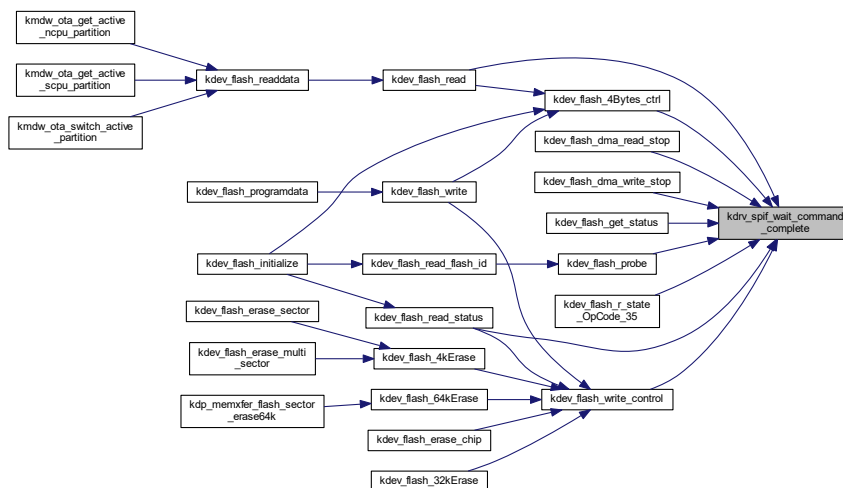 kmdw_ota_get_active
_ncpu_partition
kmdw_ota_get_active
_scpu_partition
kmdw_ota_switch_active
_partition
kdev_flash_readdata
kdev_flash_read
kdev_flash_4Bytes_ctrl
kdev_flash_dma_read_stop
kdev_flash_dma_write_stop
kdev_flash_programdata
kdev_flash_write
kdev_flash_get_status
kdrv_spif_wait_command
_complete
kdev_flash_initialize
kdev_flash_read_flash_id
kdev_flash_probe
kdev_flash_r_state
_OpCode_35
kdev_flash_erase_sector
kdev_flash_read_status
kdev_flash_erase_multi
_sector
kdev_flash_4kErase
kdp_memxfer_flash_sector
_erase64k
kdev_flash_64kErase
kdev_flash_write_control
kdev_flash_erase_chip
kdev_flash_32kErase